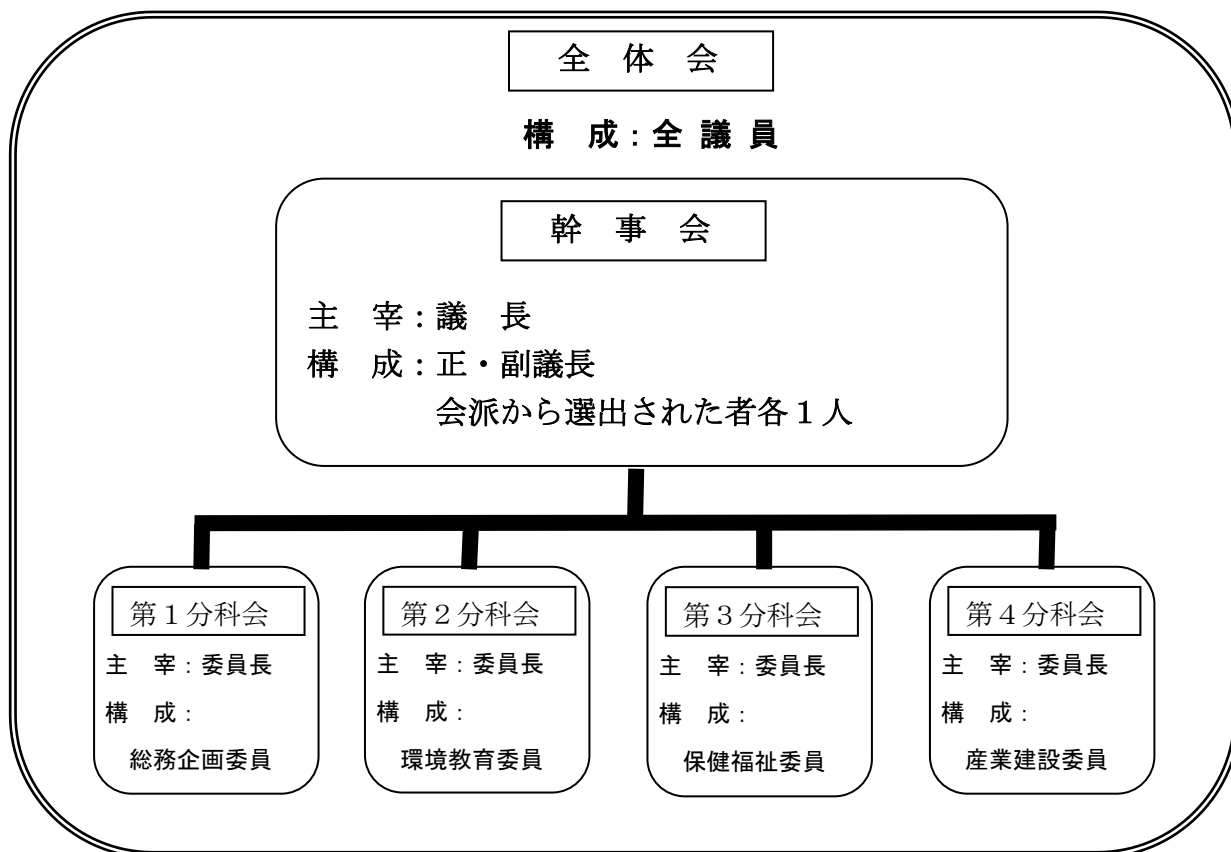 全 体 会
構 成：全 議 員
幹 事 会
主 宰：議 長
構 成：正・副議長
会派から選出された者各１人
第１分科会
主 宰：委員長
構 成：
総務企画委員
第２分科会
主 宰：委員長
構 成：
環境教育委員
第３分科会
主 宰：委員長
構 成：
保健福祉委員
第４分科会
主 宰：委員長
構 成：
産業建設委員